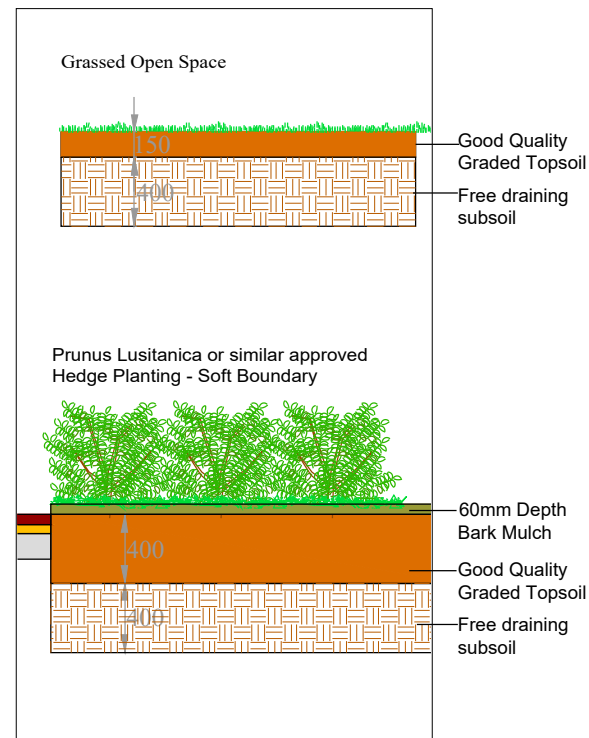 Grassed Open Space
150
Good Quality
Graded Topsoil
400
Free draining
subsoil
Prunus Lusitanica or similar approved
Hedge Planting - Soft Boundary
60mm Depth
Bark Mulch
400
Good Quality
Graded Topsoil
400
Free draining
subsoil